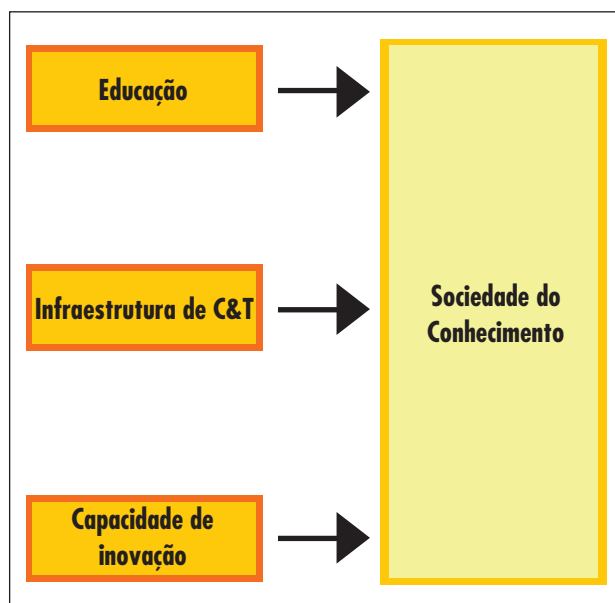 Educação
Infraestrutura de C&T
Sociedade do
Conhecimento
Capacidade de
inovação